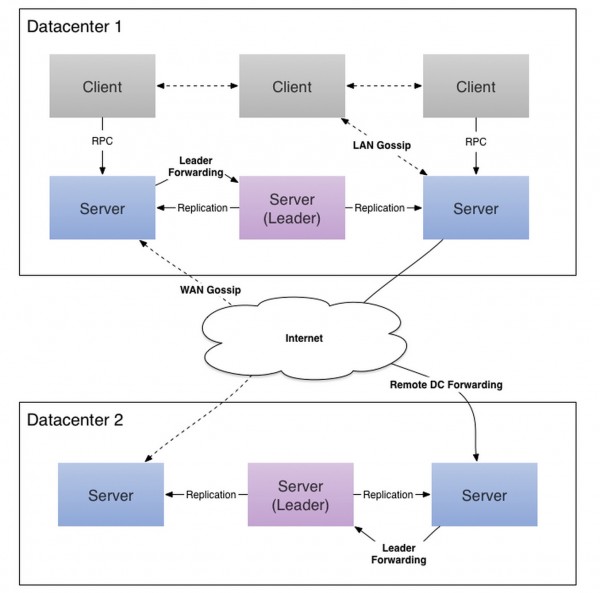 Datacenter 1
Client
Client
Client
RPC
LAN Gossip
RPC
Leader
Forwarding
Server
Replication
Server
(Leader)
Replication
Server
WAN Gossip
Internet
Remote DC Forwarding
Datacenter 2
Server
Replication
Server
(Leader)
Replication
Server
Leader
Forwarding